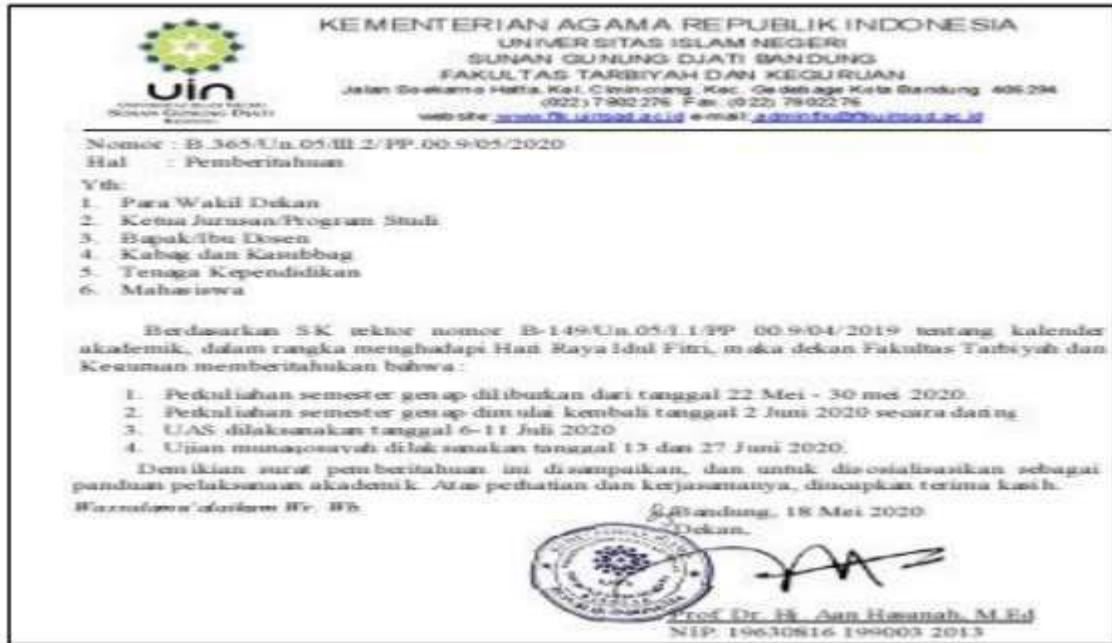 KEMENTERIAN AGAMA REPUBLIK INDONESIA
UNIVERSITAS ISLAM NEGERI
SUNAN GUNUNG DJATI BANDUNG
FAKULTAS TARBIYAH DAN KEGURUAN
Jalan Soekarno Hatta. Kel. Cimincrang. Kec. Gedebage Kota Bandung 406294
(022) 7802276 Fax. (022) 7802276
website: e-mail:
uin
UNIVERSITAS ISLAM NEGERI
SUNAN GUNUNG DJATI
BANDUNG
Nomor : B.365/Un.05/III.2/PP.00.9/05/2020
Hal : Pemberitahuan
Yth:
1. Para Wakil Dekan
2. Ketua Jurusan/Program Studi
3. Bapak/Ibu Dosen
4. Kabag dan Kasubbag
5. Tenaga Kependidikan
6. Mahasiswa
Berdasarkan SK rektor nomor B-149/Un.05/I.1/PP 00.9/04/2019 tentang kalender
akademik, dalam rangka menghadapi Hari Raya Idul Fitri, maka dekan Fakultas Tarbiyah dan
Keguruan memberitahukan bahwa :
1. Perkuliahan semester genap diliburkan dari tanggal 22 Mei - 30 mei 2020.
2. Perkuliahan semester genap dimulai kembali tanggal 2 Juni 2020 secara daring
3. UAS dilaksanakan tanggal 6-11 Juli 2020
4. Ujian munaqosayah dilaksanakan tanggal 13 dan 27 Juni 2020.
Demikian surat pemberitahuan ini disampaikan, dan untuk disosialisasikan sebagai
panduan pelaksanaan akademik. Atas perhatian dan kerjasamanya, diucapkan terima kasih.
Wassalamu'alaikum Wr. Wb.
Bandung, 18 Mei 2020
Dekan,
Prof. Dr. Hj. Aan Hasanah, M.Ed
NIP. 19630816 199003 2013